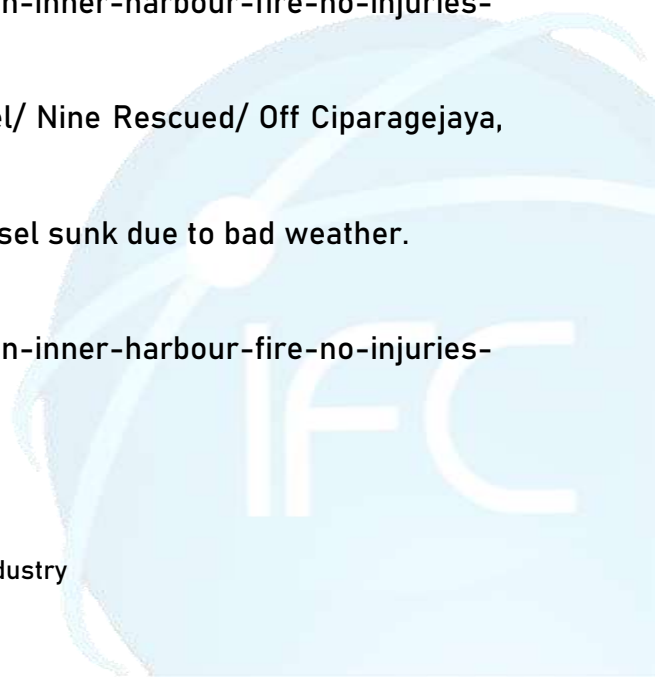 n-inner-harbour-fire-no-injuries-
el/ Nine Rescued/ Off Ciparagejaya,
sel sunk due to bad weather.
n-inner-harbour-fire-no-injuries-
IFC
dustry